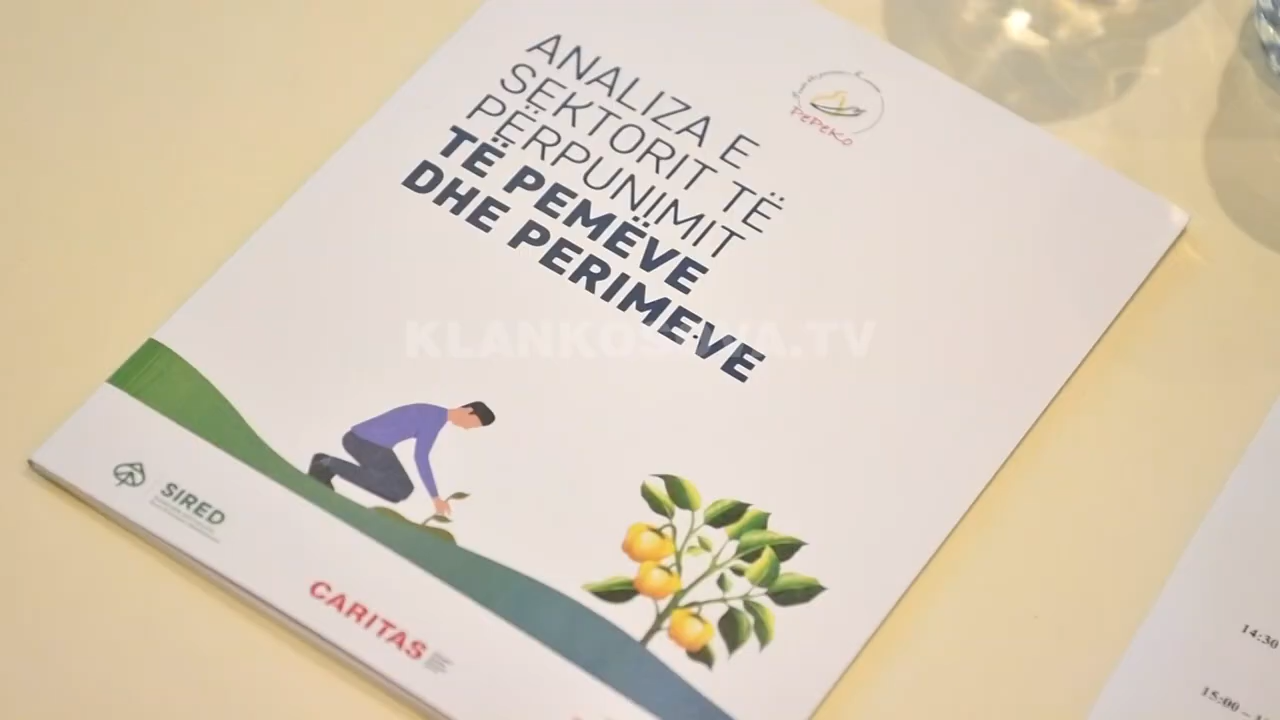 ANALIZA E
SEKTORIT TË
PËRPUNIMIT
TË PEMËVE
DHE PERIMEVE
PePeKo
KLANKOSOVA.TV
SIRED
CARITAS
14:30
15:00 –